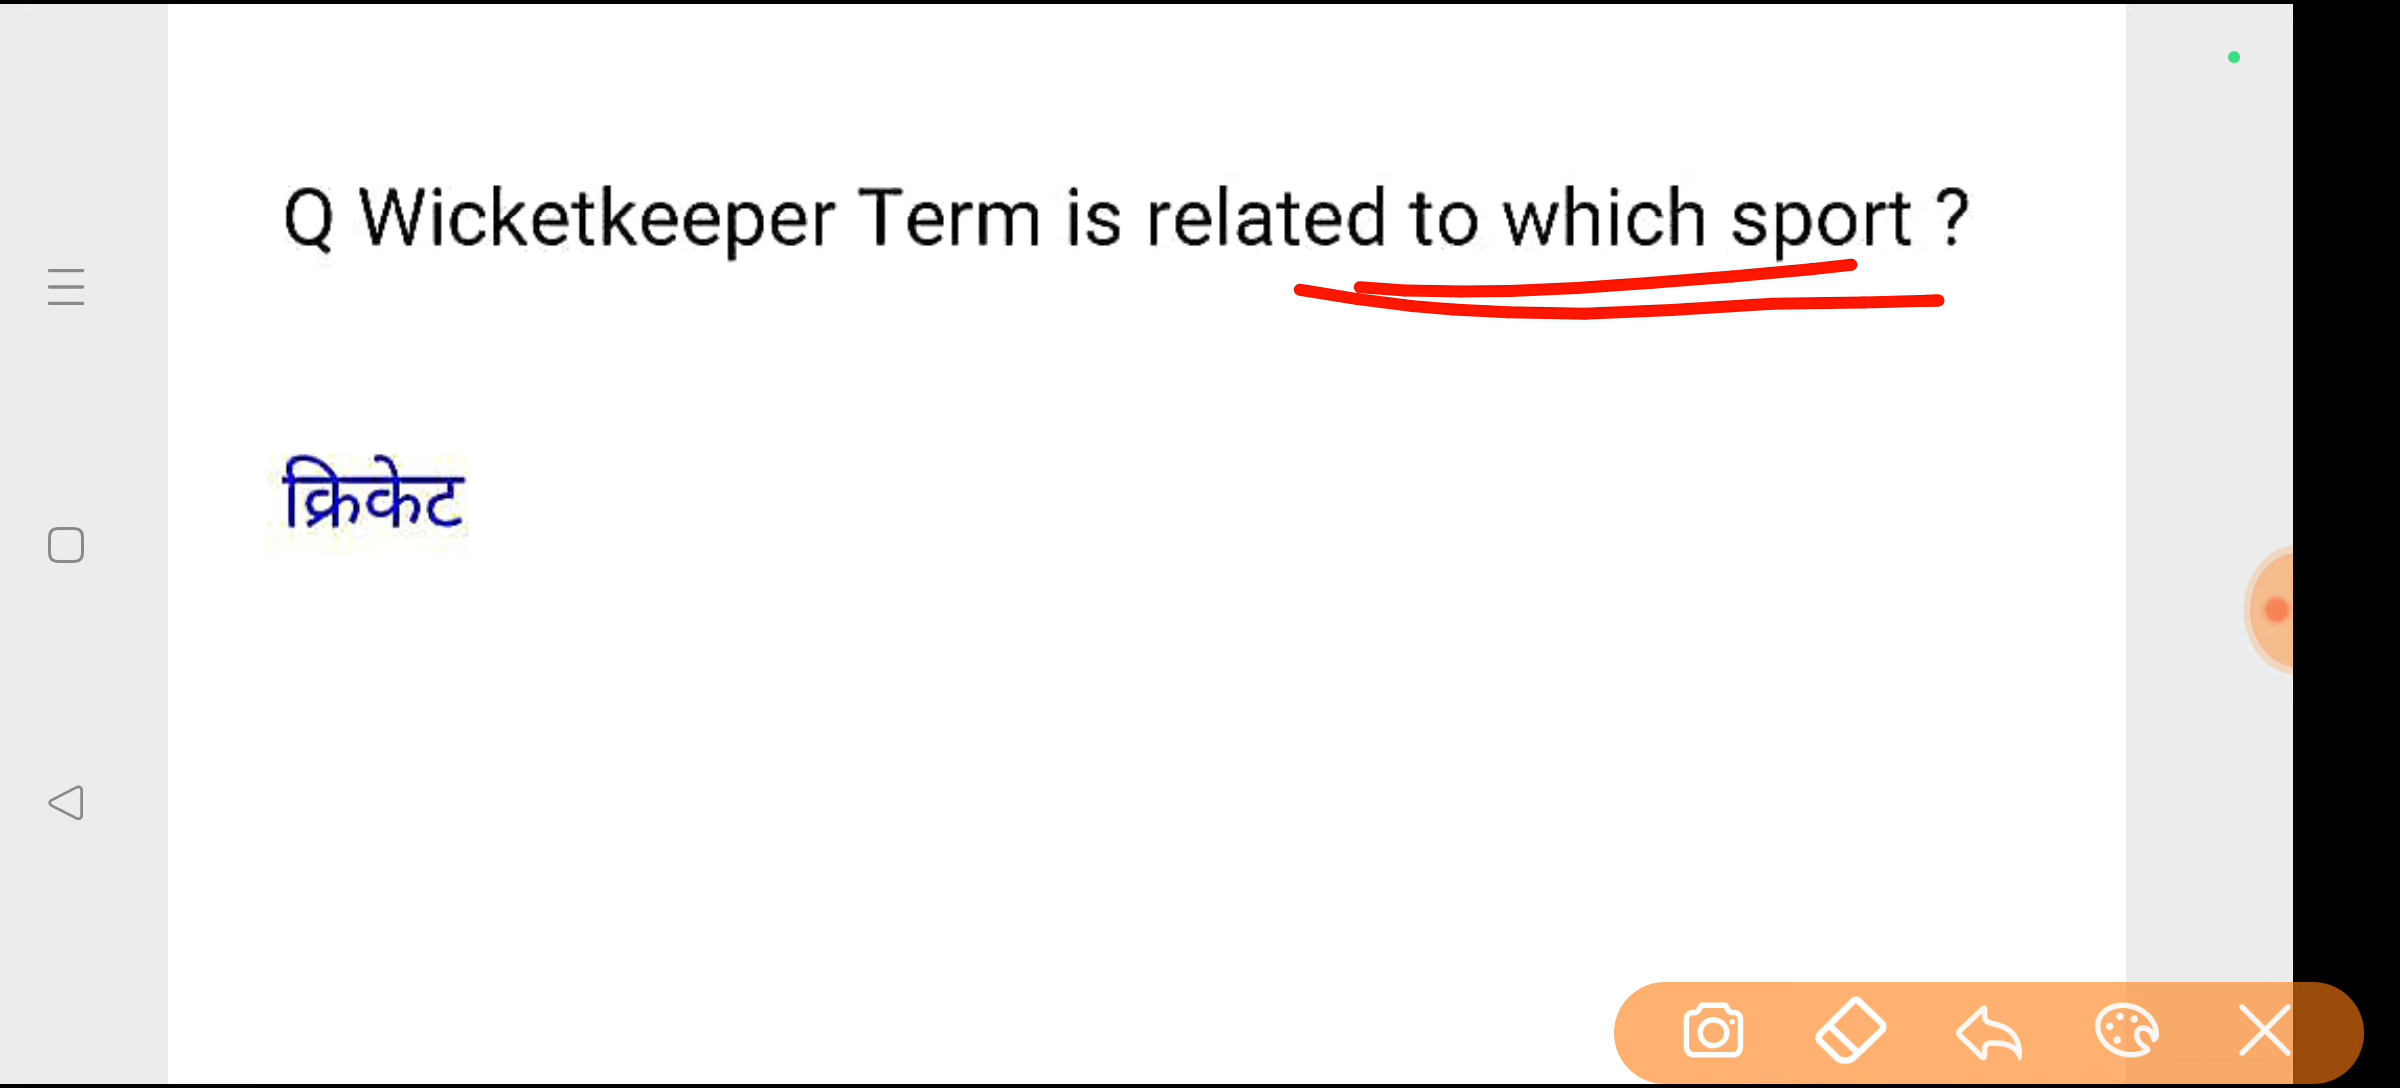 Q Wicketkeeper Term is related to which sport ?
क्रिकेट